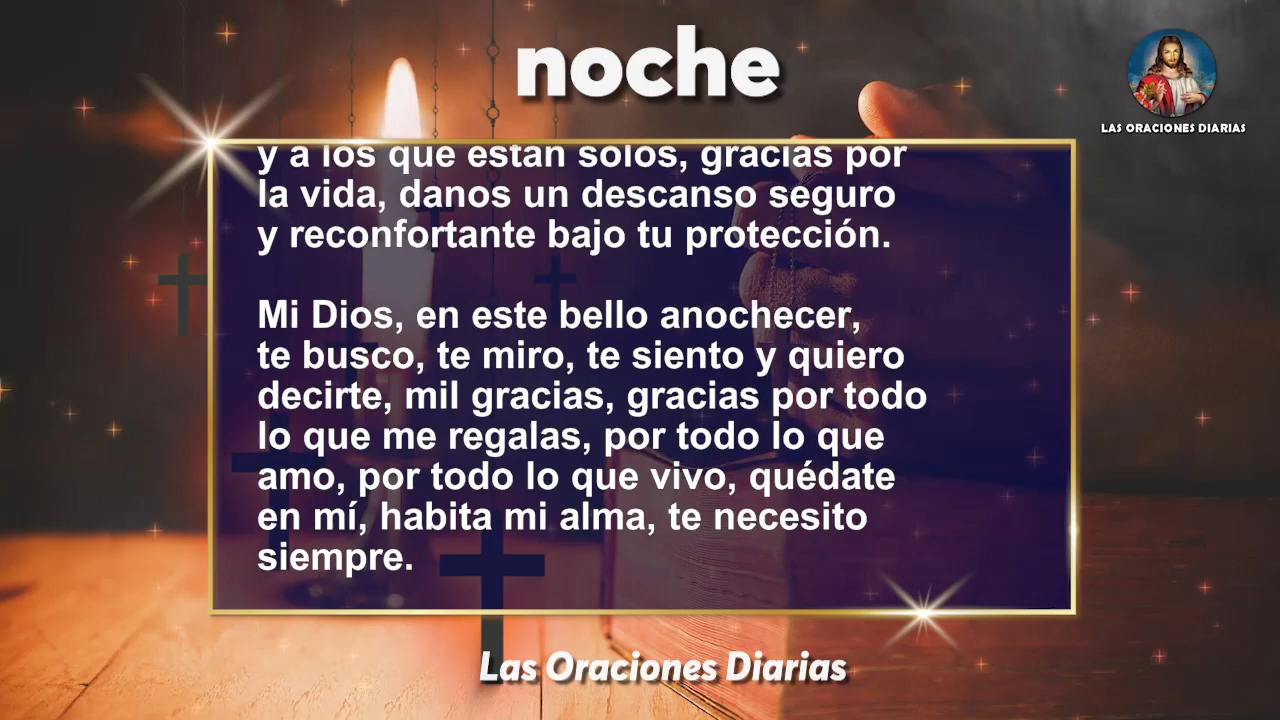 noche
LAS ORACIONES DIARIAS
y a los que están solos, gracias por
la vida, danos un descanso seguro
y reconfortante bajo tu protección.
Mi Dios, en este bello anochecer,
te busco, te miro, te siento y quiero
decirte, mil gracias, gracias por todo
lo que me regalas, por todo lo que
amo, por todo lo que vivo, quédate
en mí, habita mi alma, te necesito
siempre.
Las Oraciones Diarias